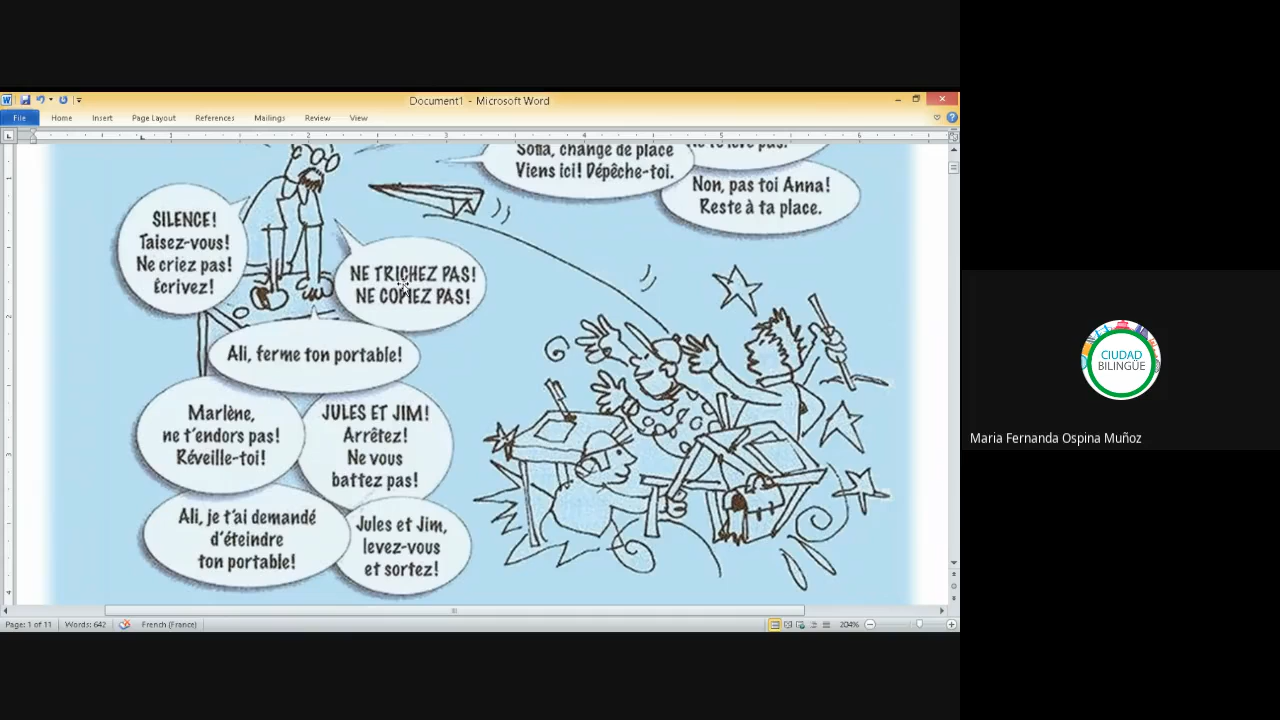 Document1 - Microsoft Word
File Home Insert Page Layout References Mailings Review View
Sofia, change de place
Viens ici! Dépêche-toi.
Non, pas toi Anna!
Reste à ta place.
SILENCE!
Taisez-vous!
Ne criez pas!
Écrivez!
NE TRICHEZ PAS!
NE COPIEZ PAS!
Ali, ferme ton portable!
Marlène,
ne t'endors pas!
Réveille-toi!
JULES ET JIM!
Arrêtez!
Ne vous
battez pas!
Ali, je t'ai demandé
d'éteindre
ton portable!
Jules et Jim,
levez-vous
et sortez!
Page: 1 of 11 Words: 642 French (France) 204%
CIUDAD
BILINGÜE
Maria Fernanda Ospina Muñoz